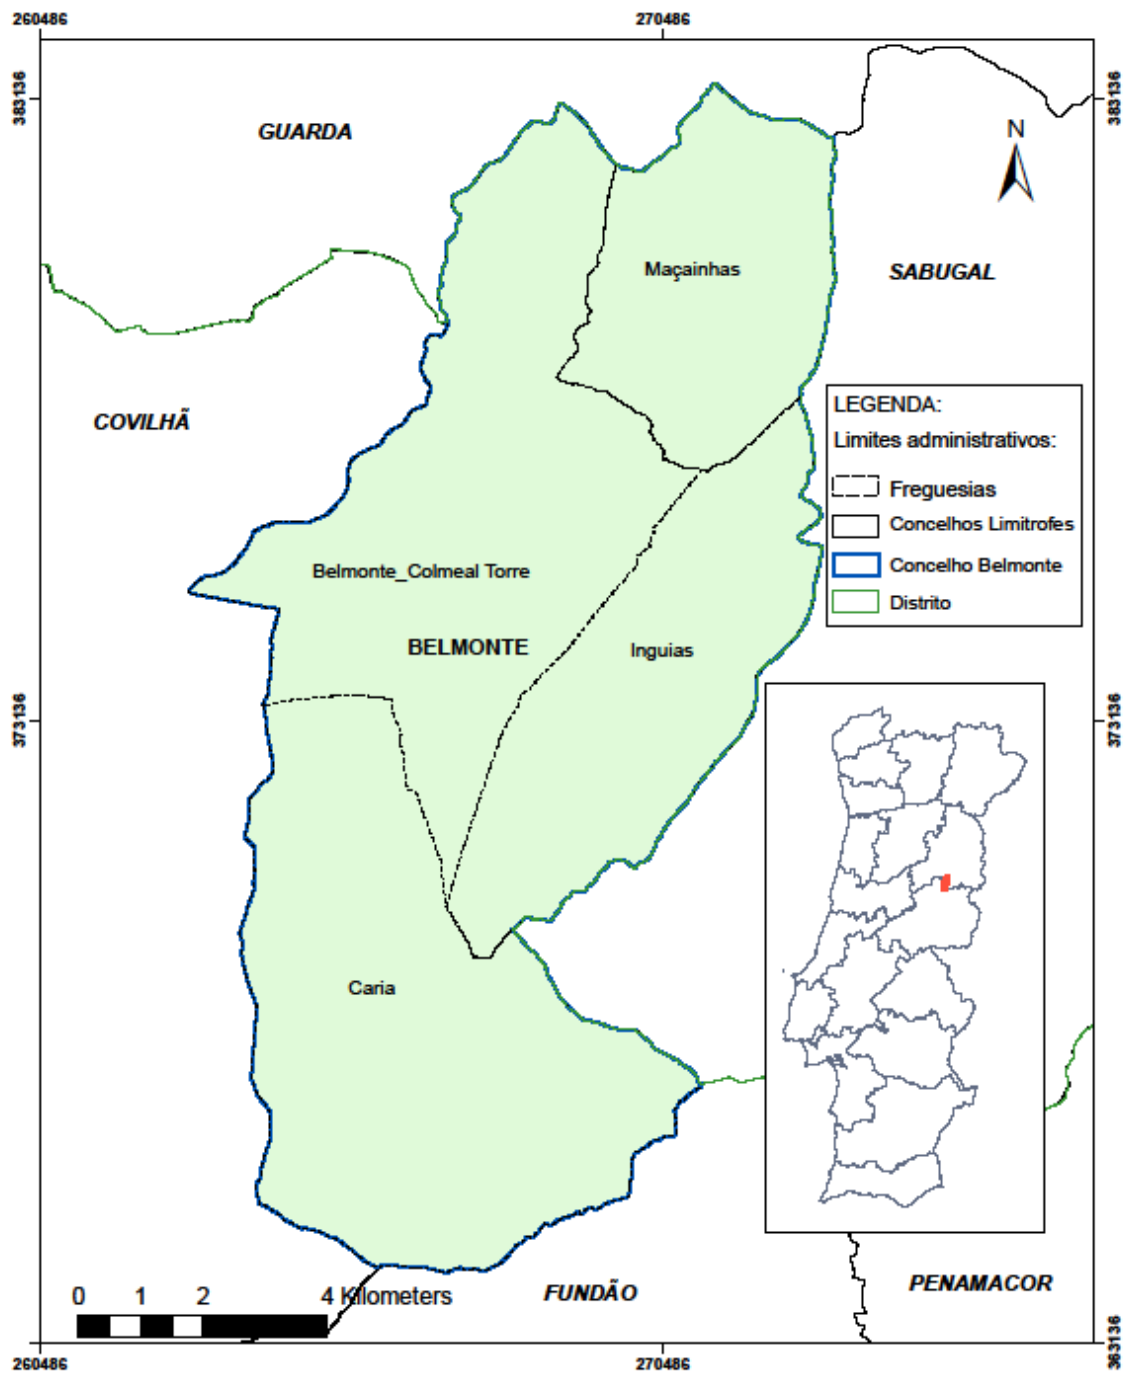 260486
270486
383136
383136
GUARDA
N
Maçainhas
SABUGAL
COVILHÃ
LEGENDA:
Limites administrativos:
Freguesias
Concelhos Limitrofes
Concelho Belmonte
Distrito
Belmonte_Colmeal Torre
BELMONTE
Inguias
373136
373136
Caria
0 1 2 4 Kilometers
FUNDÃO
PENAMACOR
363136
260486
270486